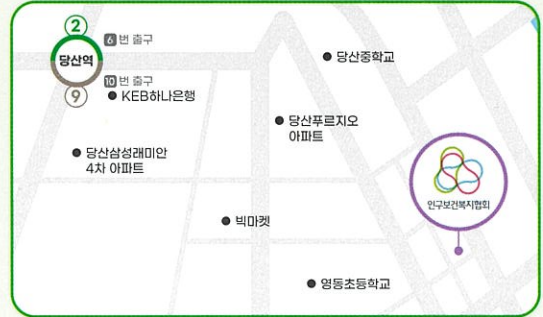 2
6 번 출구
당산역
당산중학교
10 번 출구
9
KEB하나은행
당산푸르지오
아파트
당산삼성래미안
4차 아파트
인구보건복지협회
빅마켓
영동초등학교